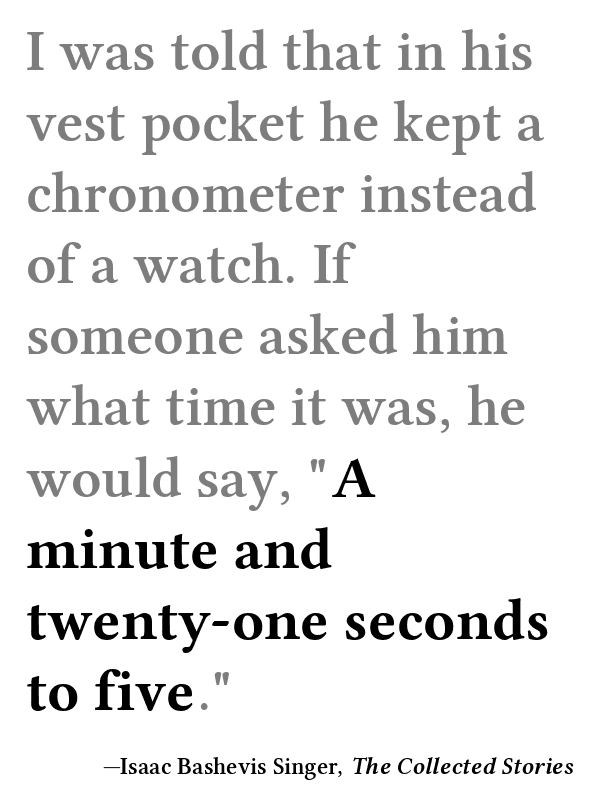 I was told that in his
vest pocket he kept a
chronometer instead
of a watch. If
someone asked him
what time it was, he
would say, "A
minute and
twenty-one seconds
to five."
—Isaac Bashevis Singer, The Collected Stories